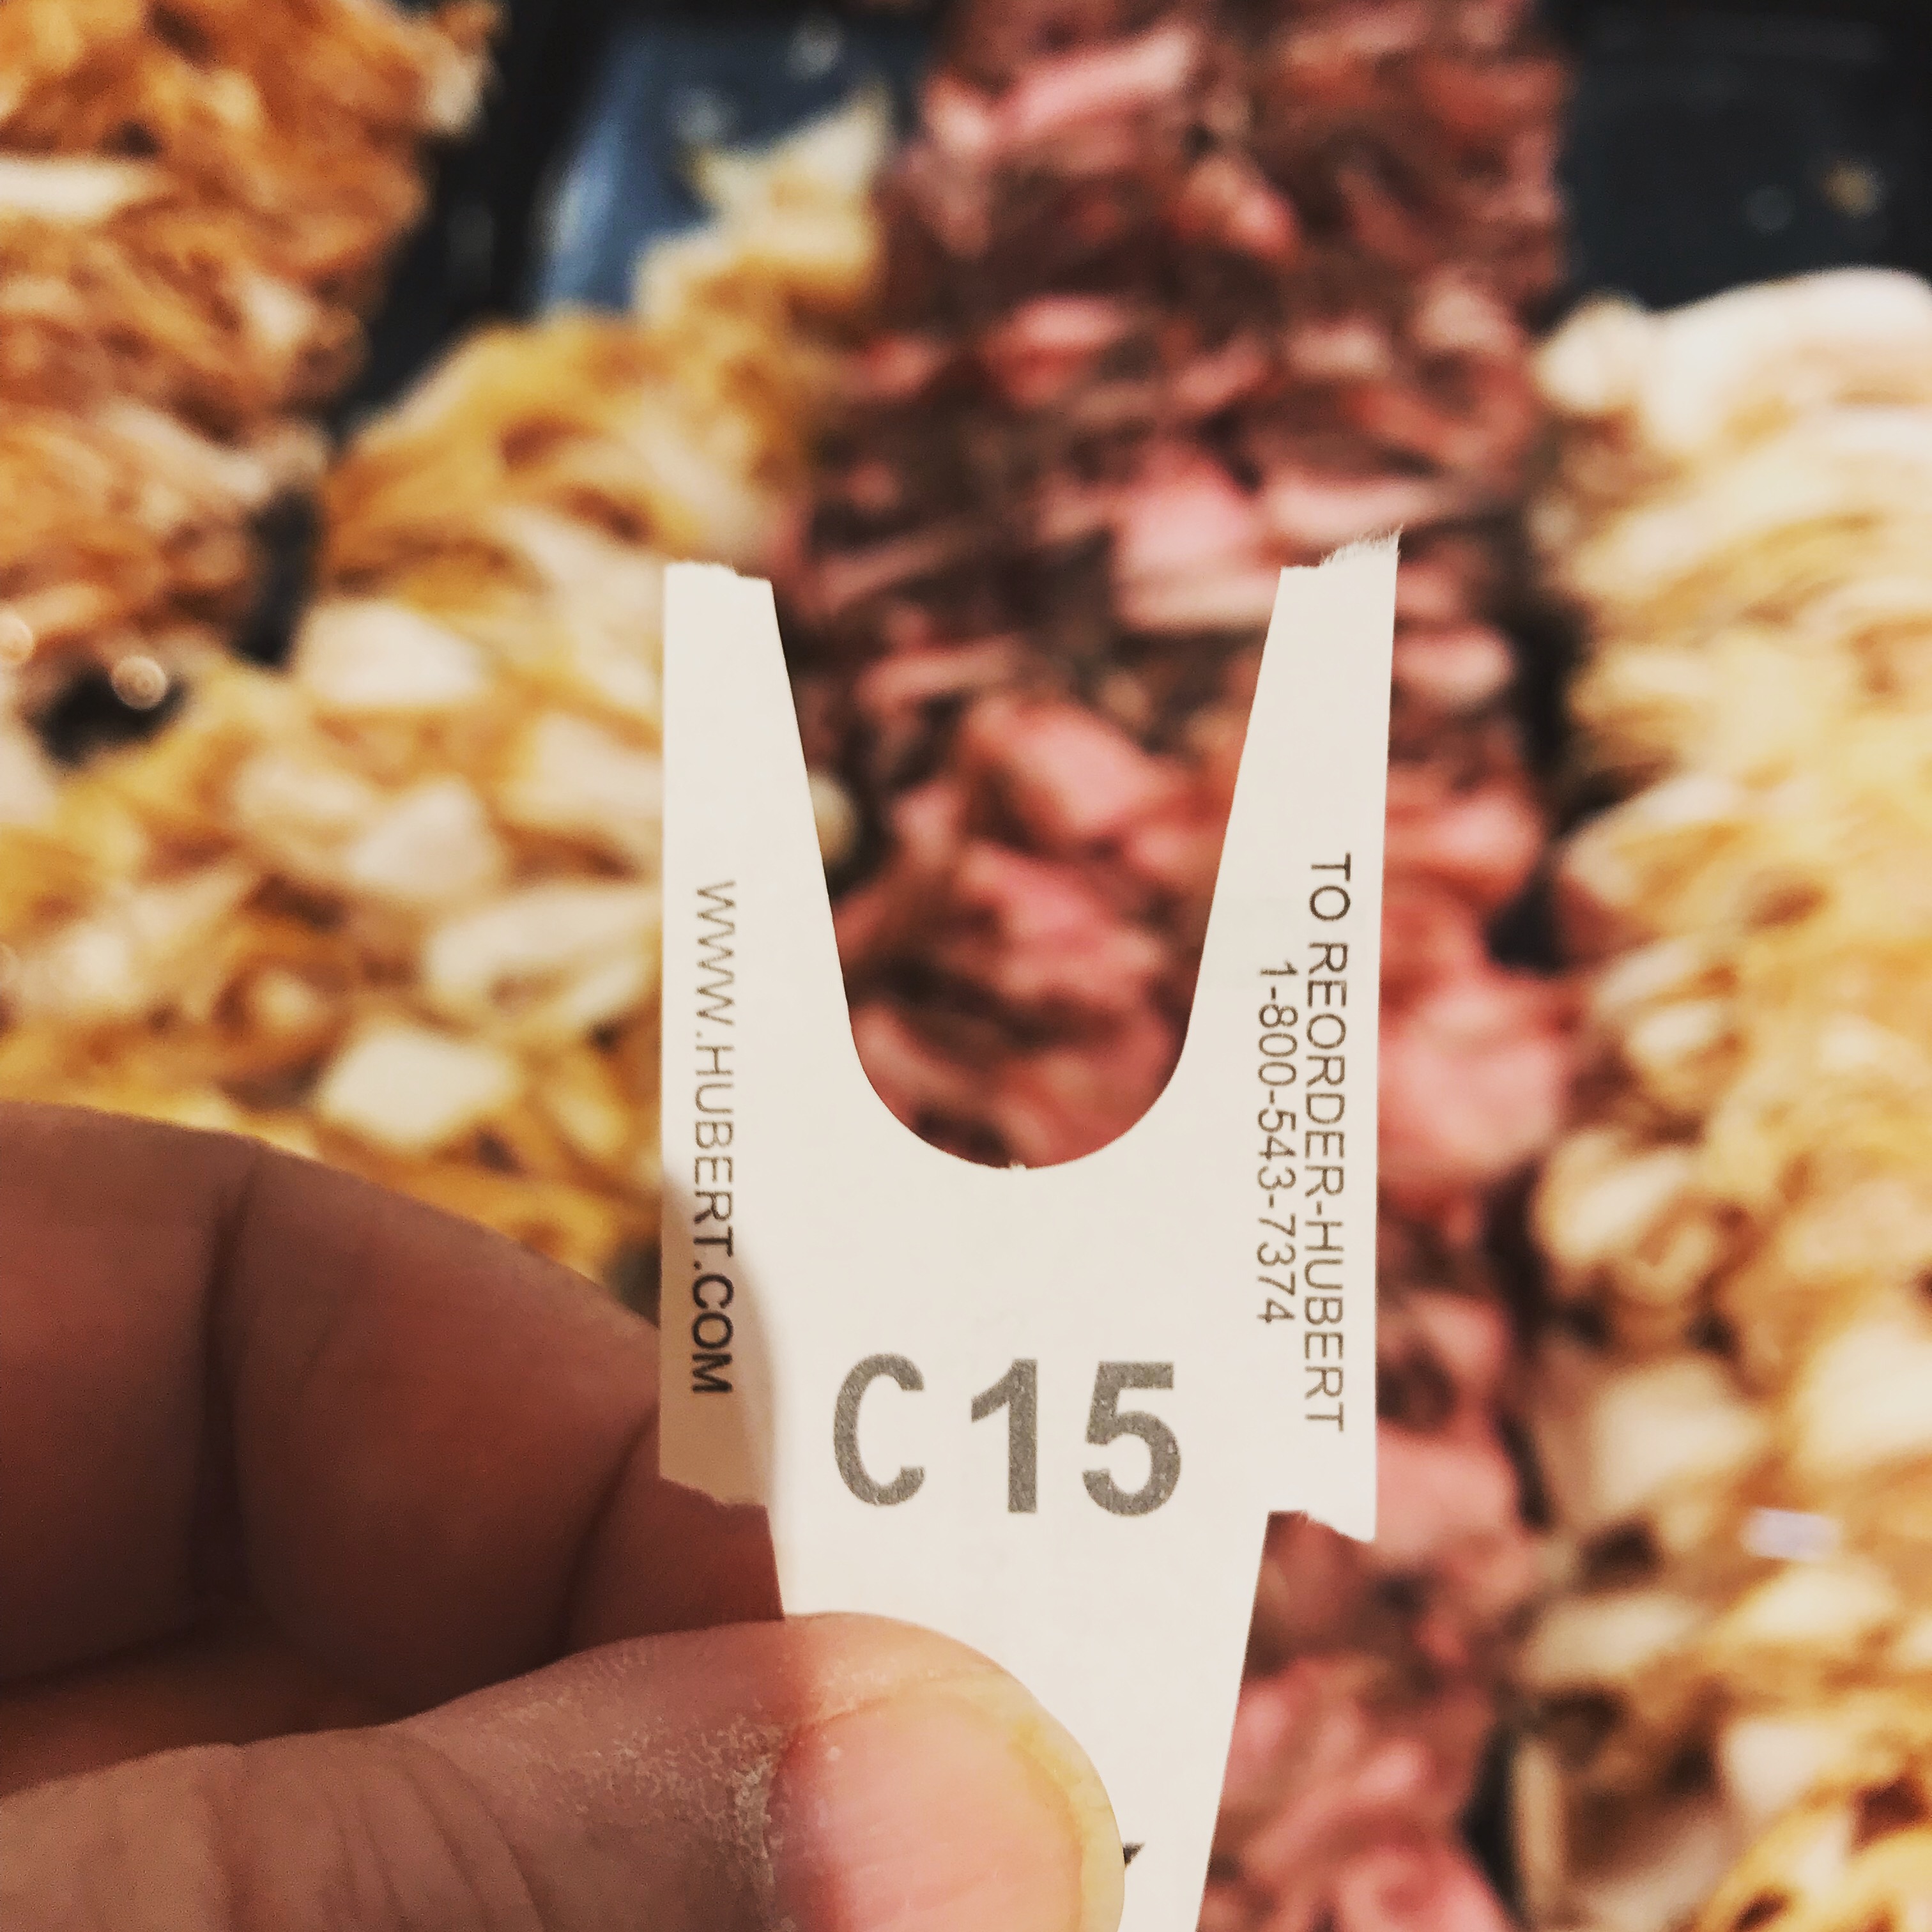 WWW.HUBERT.COM
TO REORDER-HUBERT
1-800-543-7374
C15